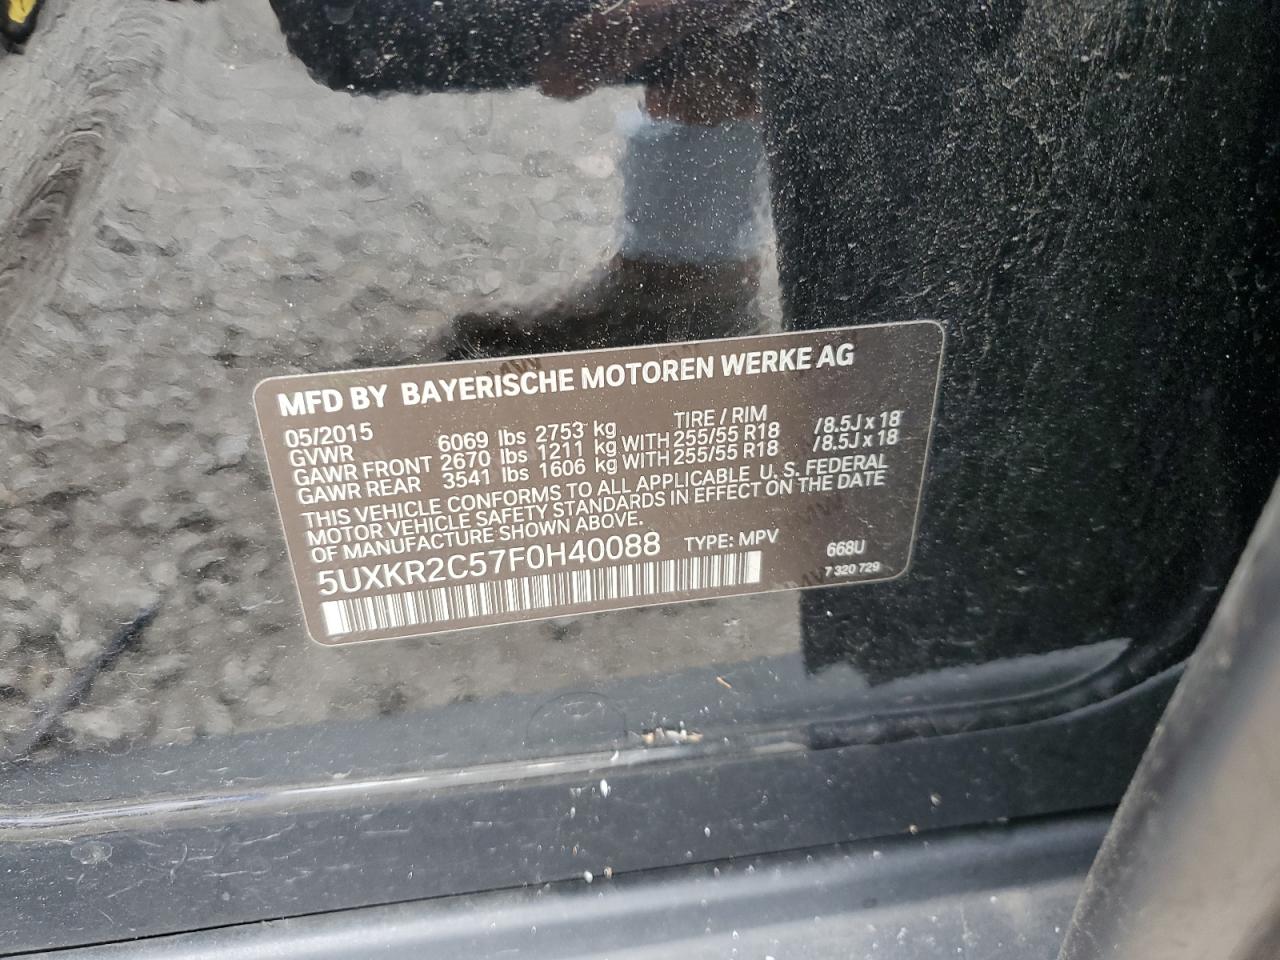 MFD BY BAYERISCHE MOTOREN WERKE AG
05/2015 TIRE / RIM
GVWR 6069 lbs 2753 kg
GAWR FRONT 2670 lbs 1211 kg WITH 255/55 R18 /8.5J x 18
GAWR REAR 3541 lbs 1606 kg WITH 255/55 R18 /8.5J x 18
THIS VEHICLE CONFORMS TO ALL APPLICABLE U. S. FEDERAL
MOTOR VEHICLE SAFETY STANDARDS IN EFFECT ON THE DATE
OF MANUFACTURE SHOWN ABOVE.
5UXKR2C57F0H40088 TYPE: MPV 668U
7 320 729